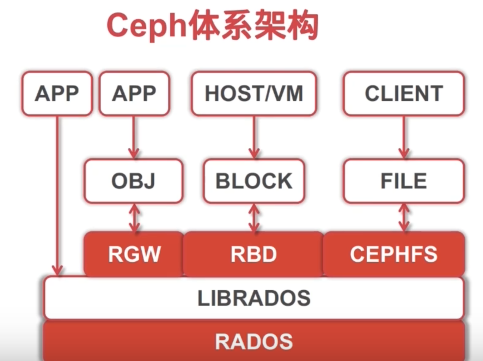 Ceph体系架构
APP APP HOST/VM CLIENT
OBJ BLOCK FILE
RGW RBD CEPHFS
LIBRADOS
RADOS